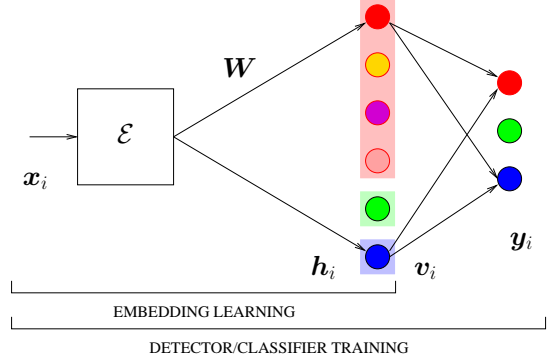 W
ℰ
x_i
h_i
v_i
y_i
EMBEDDING LEARNING
DETECTOR/CLASSIFIER TRAINING